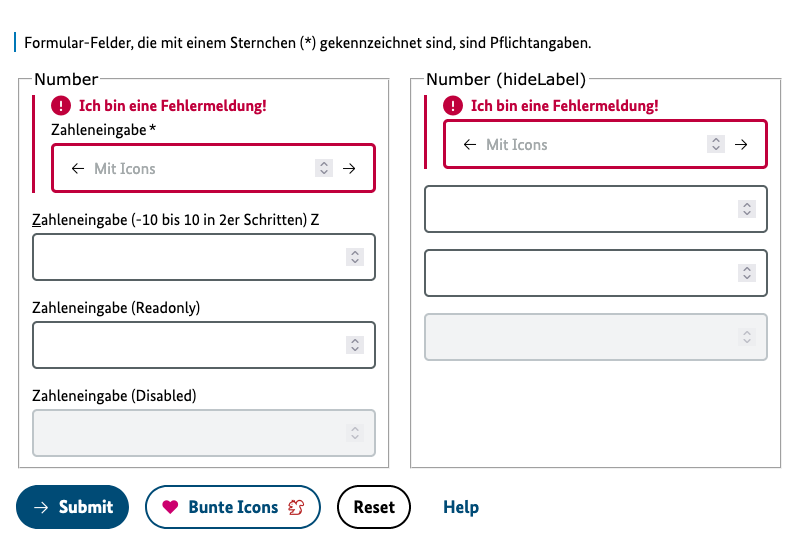 Formular-Felder, die mit einem Sternchen (*) gekennzeichnet sind, sind Pflichtangaben.
Number
Ich bin eine Fehlermeldung!
Zahleneingabe*
Mit Icons
Zahleneingabe (-10 bis 10 in 2er Schritten) Z
Zahleneingabe (Readonly)
Zahleneingabe (Disabled)
Number (hideLabel)
Ich bin eine Fehlermeldung!
Mit Icons
Submit
Bunte Icons
Reset
Help